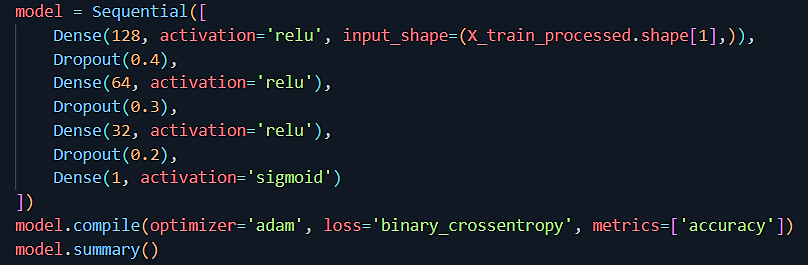 model = Sequential([
    Dense(128, activation='relu', input_shape=(X_train_processed.shape[1],)),
    Dropout(0.4),
    Dense(64, activation='relu'),
    Dropout(0.3),
    Dense(32, activation='relu'),
    Dropout(0.2),
    Dense(1, activation='sigmoid')
])
model.compile(optimizer='adam', loss='binary_crossentropy', metrics=['accuracy'])
model.summary()